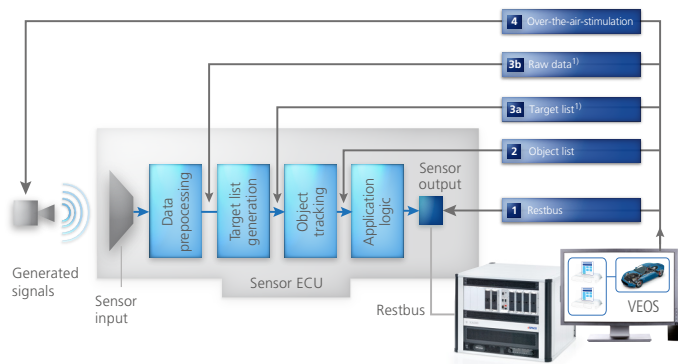 4 Over-the-air-stimulation
3b Raw data1)
3a Target list1)
2 Object list
1 Restbus
Sensor
output
Data
prepocessing
Target list
generation
Object
tracking
Application
logic
Generated
signals
Sensor
input
Sensor ECU
Restbus
VEOS